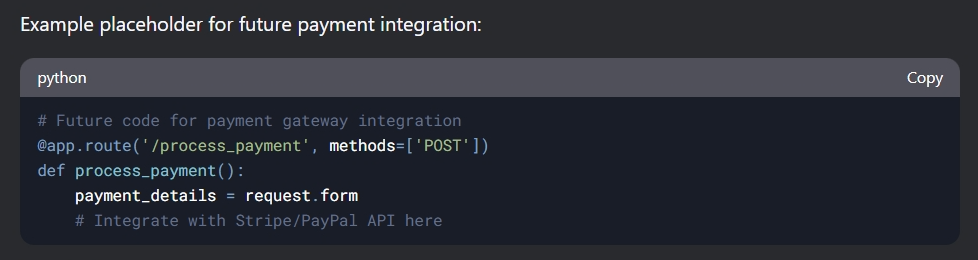 Example placeholder for future payment integration:
python Copy
# Future code for payment gateway integration
@app.route('/process_payment', methods=['POST'])
def process_payment():
    payment_details = request.form
    # Integrate with Stripe/PayPal API here